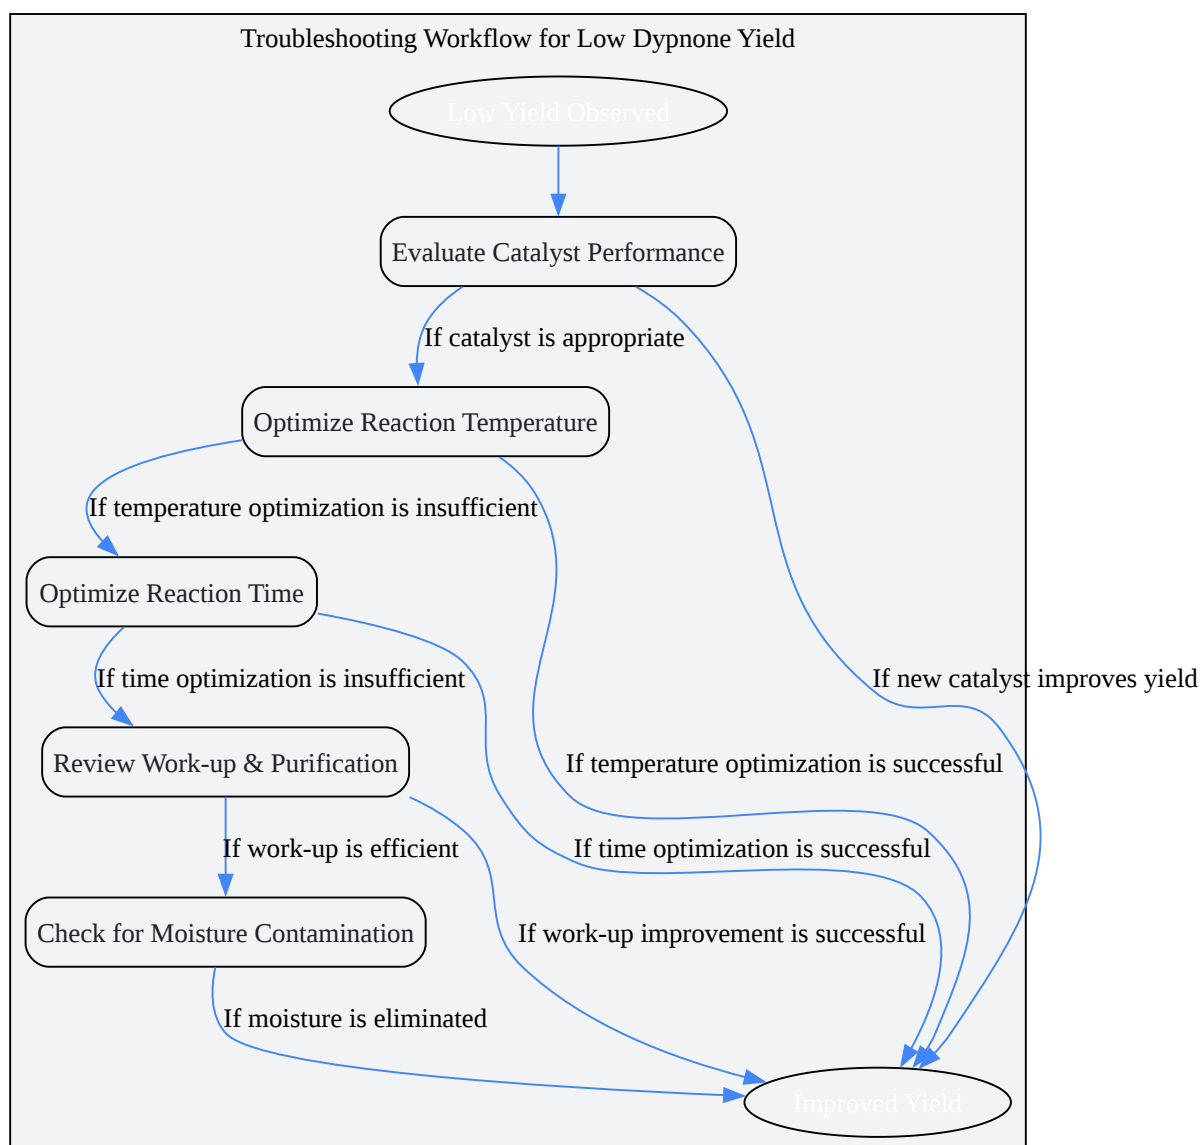 Troubleshooting Workflow for Low Dypnone Yield
Low Yield Observed
Evaluate Catalyst Performance
If catalyst is appropriate
Optimize Reaction Temperature
If temperature optimization is insufficient
Optimize Reaction Time
If time optimization is insufficient
If new catalyst improves yield
Review Work-up & Purification
If temperature optimization is successful
If work-up is efficient
If time optimization is successful
Check for Moisture Contamination
If work-up improvement is successful
If moisture is eliminated
Improved Yield